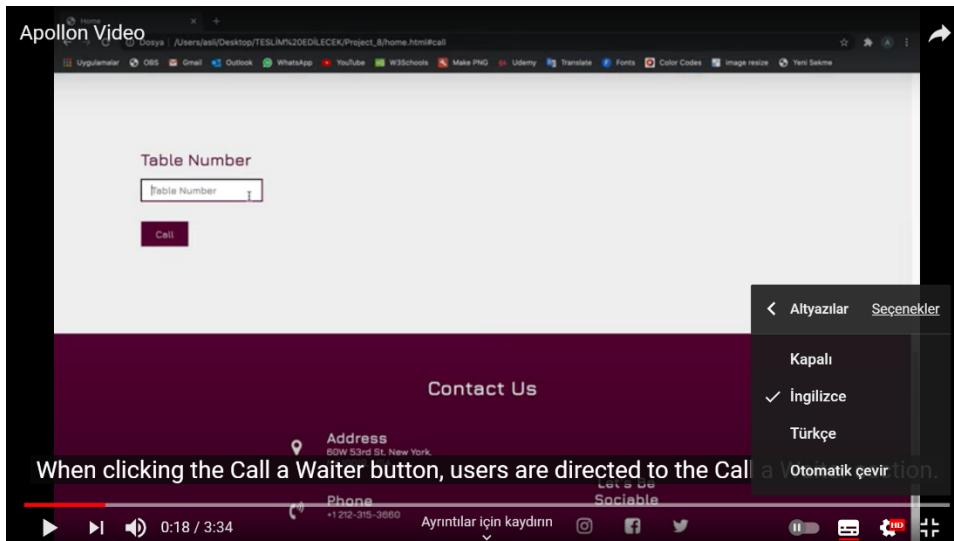 Home
Apollon Video
Dosya | /Users/asli/Desktop/TESLİM%20EDİLECEK/Project_8/home.html#call
Uygulamalar OBS Gmail Outlook WhatsApp YouTube W3Schools Make PNG Udemy Translate Fonts Color Codes image resize Yeni Sekme
Table Number
Table Number
Call
Altyazılar Seçenekler
Kapalı
İngilizce
Türkçe
Otomatik çevir
Contact Us
Address
60W 53rd St, New York,
When clicking the Call a Waiter button, users are directed to the Call a
Let's Be
Sociable
Phone
+1 212-315-3660
0:18 / 3:34
Ayrıntılar için kaydırın
HD